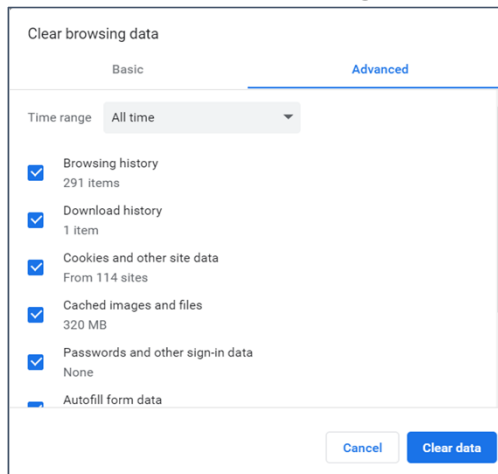 Clear browsing data
Basic Advanced
Time range All time
Browsing history
291 items
Download history
1 item
Cookies and other site data
From 114 sites
Cached images and files
320 MB
Passwords and other sign-in data
None
Autofill form data
Cancel Clear data